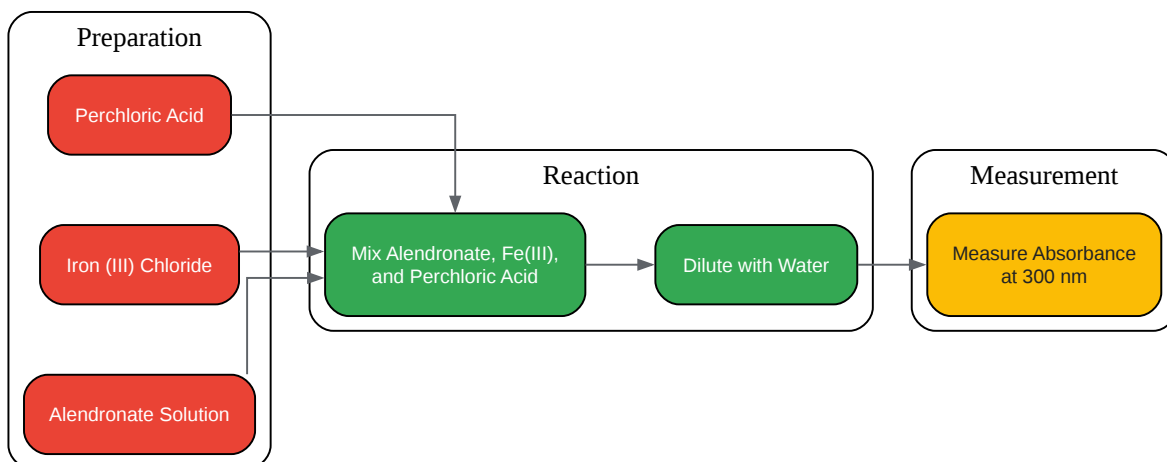 Preparation
Perchloric Acid
Iron (III) Chloride
Alendronate Solution
Reaction
Mix Alendronate, Fe(III),
and Perchloric Acid
Dilute with Water
Measurement
Measure Absorbance
at 300 nm